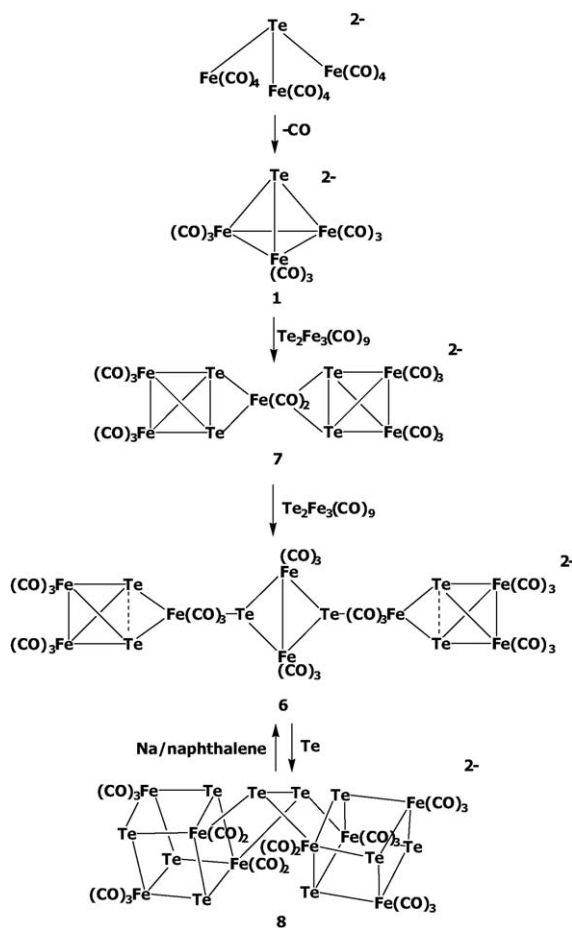 2-
Te
Fe(CO)4 Fe(CO)4 Fe(CO)4
-CO
Te 2-
(CO)3Fe Fe(CO)3
Fe
(CO)3
1
Te2Fe3(CO)9
2-
(CO)3Fe Te Te Fe(CO)3
Fe(CO)2
(CO)3Fe Te Te Fe(CO)3
7
Te2Fe3(CO)9
(CO)3 2-
Fe
(CO)3Fe Te Te Fe(CO)3
Fe(CO)3 Te Te (CO)3Fe
(CO)3Fe Te Te Fe(CO)3
Fe
(CO)3
6
Na/naphthalene Te
2-
(CO)3Fe Te Te Te Te Fe(CO)3
Te Fe(CO)2 (CO)2Fe Fe(CO)3 Te
Te Fe(CO)2 Te
(CO)3Fe Te Te Fe(CO)3
8